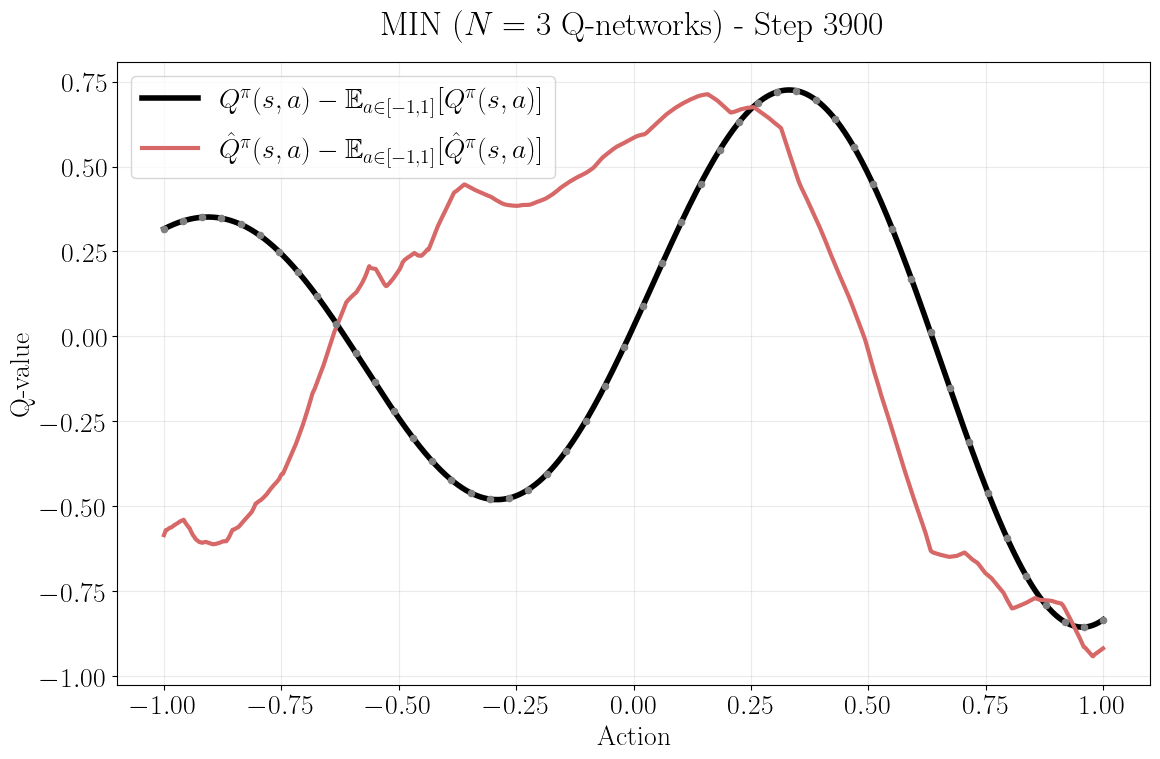 MIN (N = 3 Q-networks) - Step 3900
Q^π(s, a) − 𝔼_{a∈[−1,1]}[Q^π(s, a)]
Q̂^π(s, a) − 𝔼_{a∈[−1,1]}[Q̂^π(s, a)]
0.75
0.50
0.25
0.00
−0.25
−0.50
−0.75
−1.00
Q-value
−1.00 −0.75 −0.50 −0.25 0.00 0.25 0.50 0.75 1.00
Action